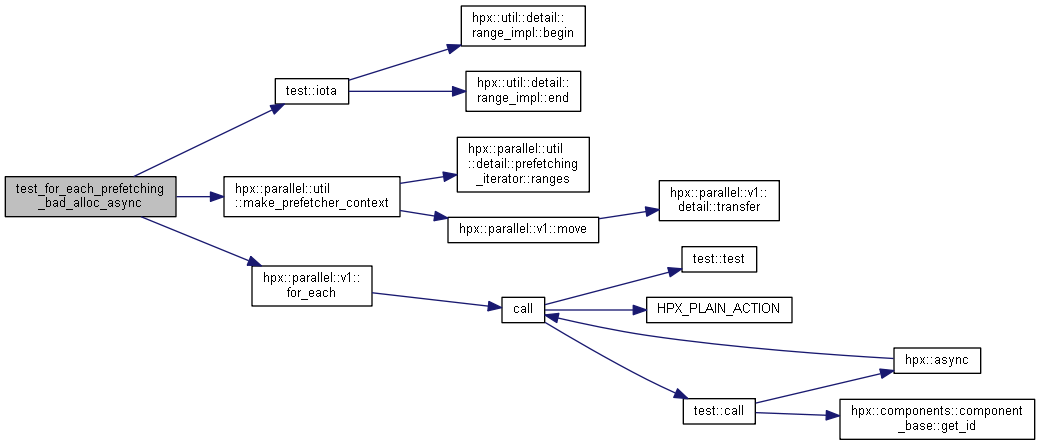 hpx::util::detail::
range_impl::begin
test::iota
hpx::util::detail::
range_impl::end
hpx::parallel::util
::detail::prefetching
_iterator::ranges
test_for_each_prefetching
_bad_alloc_async
hpx::parallel::util
::make_prefetcher_context
hpx::parallel::v1::
detail::transfer
hpx::parallel::v1::move
test::test
hpx::parallel::v1::
for_each
call
HPX_PLAIN_ACTION
hpx::async
test::call
hpx::components::component
_base::get_id